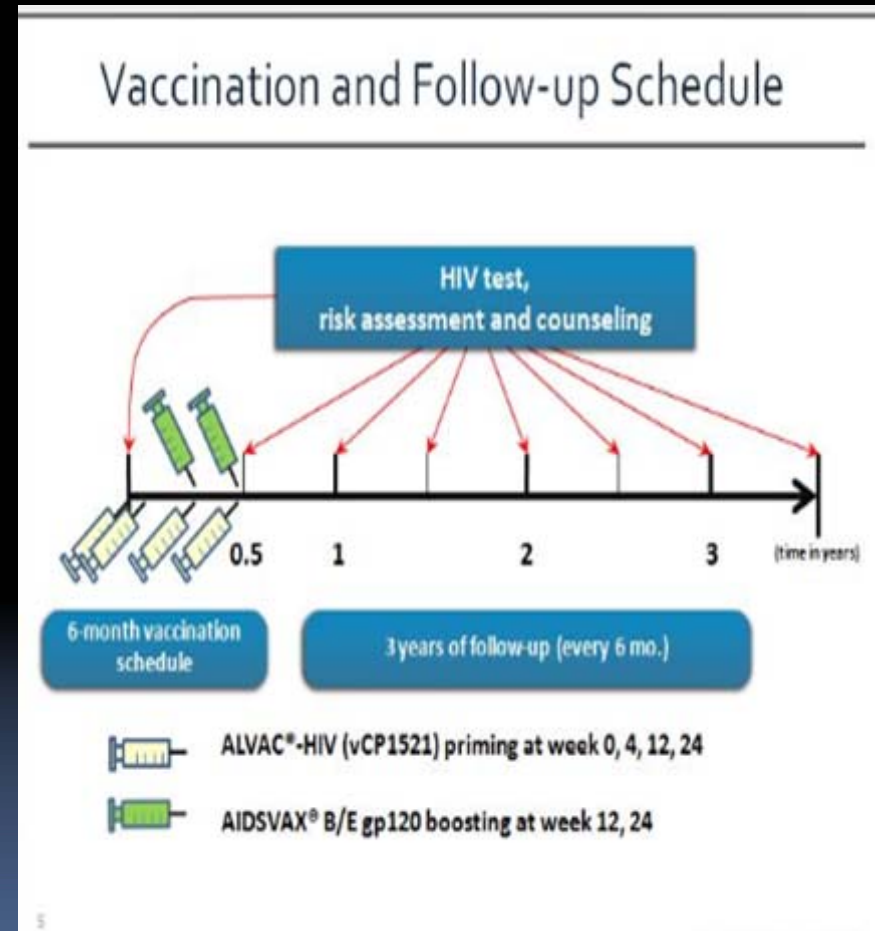 Vaccination and Follow-up Schedule
HIV test,
risk assessment and counseling
0.5 1 2 3 (time in years)
6-month vaccination
schedule
3 years of follow-up (every 6 mo.)
ALVAC®-HIV (vCP1521) priming at week 0, 4, 12, 24
AIDSVAX® B/E gp120 boosting at week 12, 24